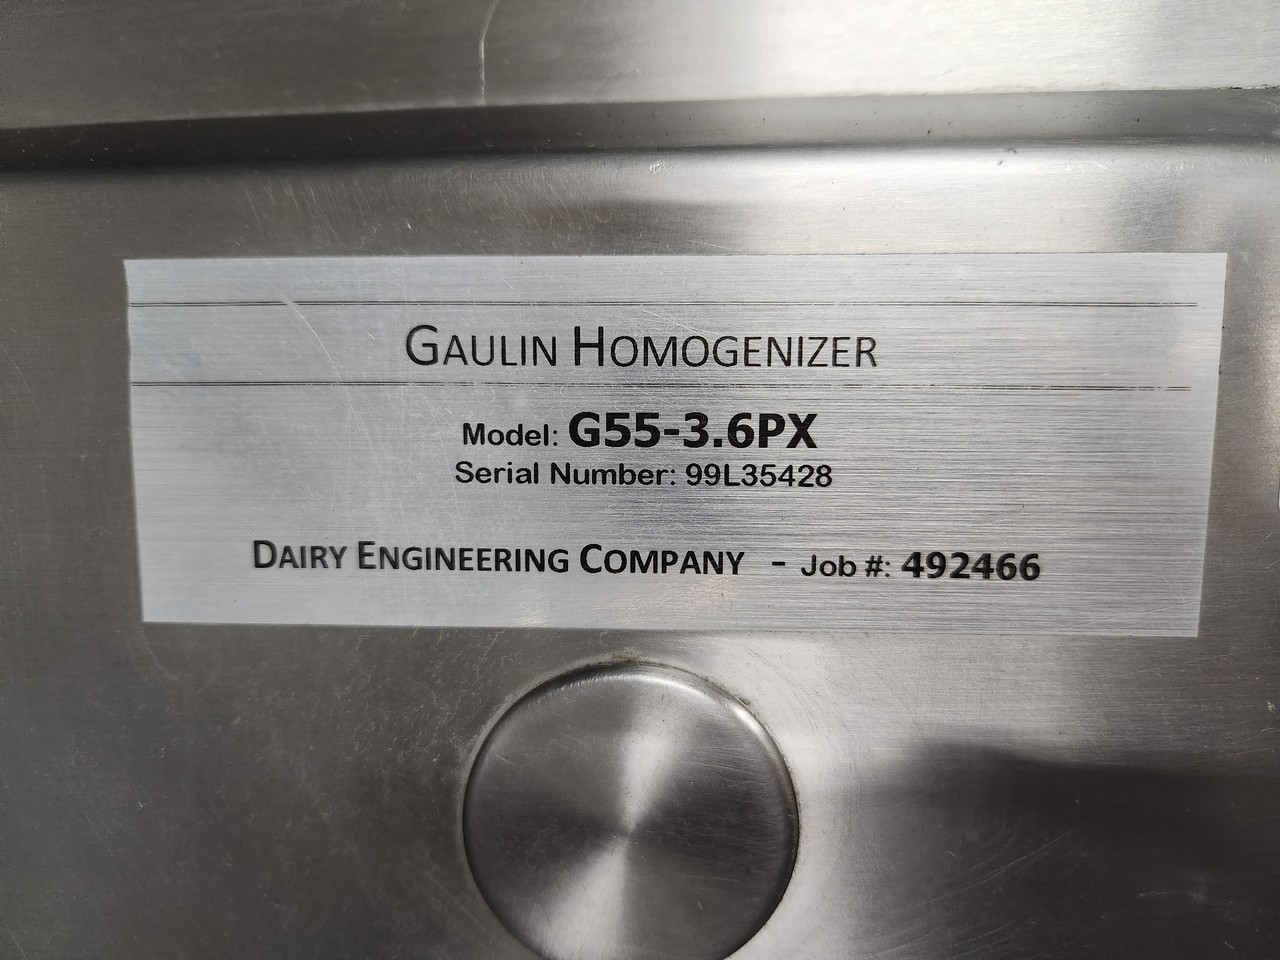 GAULIN HOMOGENIZER
Model: G55-3.6PX
Serial Number: 99L35428
DAIRY ENGINEERING COMPANY - Job #: 492466